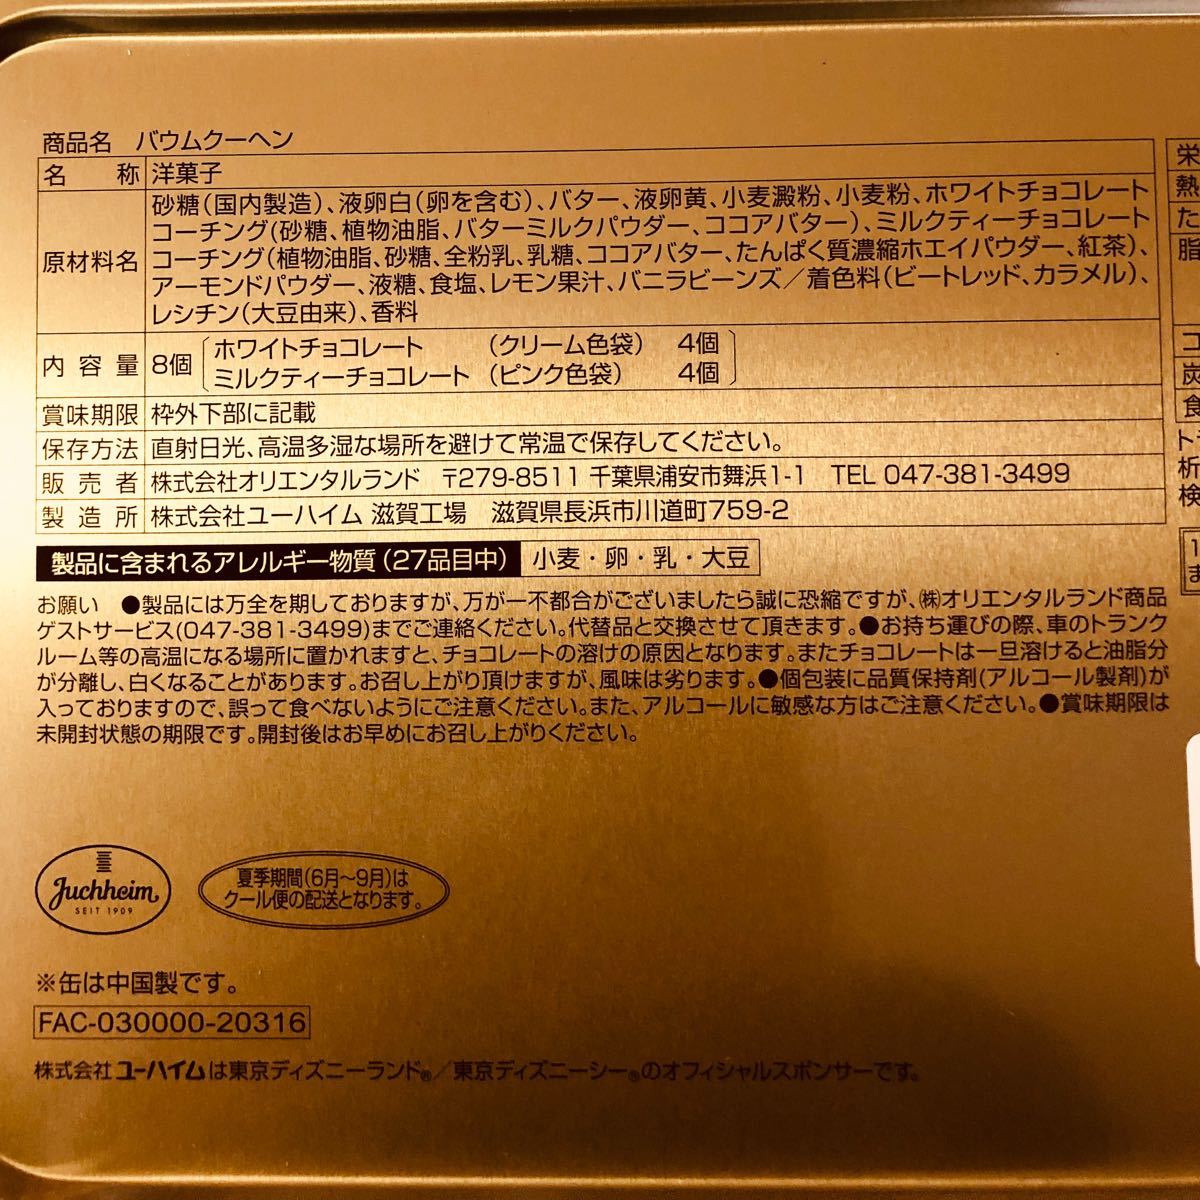 商品名 バウムクーヘン
名 称 洋菓子
原材料名 砂糖(国内製造)、液卵白(卵を含む)、バター、液卵黄、小麦澱粉、小麦粉、ホワイトチョコレート
コーチング(砂糖、植物油脂、バターミルクパウダー、ココアバター)、ミルクティーチョコレート
コーチング(植物油脂、砂糖、全粉乳、乳糖、ココアバター、たんぱく質濃縮ホエイパウダー、紅茶)、
アーモンドパウダー、液糖、食塩、レモン果汁、バニラビーンズ/着色料(ビートレッド、カラメル)、
レシチン(大豆由来)、香料
内容量 8個 ホワイトチョコレート (クリーム色袋) 4個
ミルクティーチョコレート (ピンク色袋) 4個
賞味期限 枠外下部に記載
保存方法 直射日光、高温多湿な場所を避けて常温で保存してください。
販売者 株式会社オリエンタルランド 〒279-8511 千葉県浦安市舞浜1-1 TEL 047-381-3499
製造所 株式会社ユーハイム 滋賀工場 滋賀県長浜市川道町759-2
製品に含まれるアレルギー物質(27品目中) 小麦・卵・乳・大豆
お願い ●製品には万全を期しておりますが、万が一不都合がございましたら誠に恐縮ですが、㈱オリエンタルランド商品
ゲストサービス(047-381-3499)までご連絡ください。代替品と交換させて頂きます。●お持ち運びの際、車のトランク
ルーム等の高温になる場所に置かれますと、チョコレートの溶けの原因となります。またチョコレートは一旦溶けると油脂分
が分離し、白くなることがあります。お召し上がり頂けますが、風味は劣ります。●個包装に品質保持剤(アルコール製剤)が
入っておりますので、誤って食べないようにご注意ください。また、アルコールに敏感な方はご注意ください。●賞味期限は
未開封状態の期限です。開封後はお早めにお召し上がりください。
Juchheim
SEIT 1909
夏季期間(6月〜9月)は
クール便の配送となります。
※缶は中国製です。
FAC-030000-20316
株式会社 ユーハイムは東京ディズニーランド®/東京ディズニーシー®のオフィシャルスポンサーです。
栄
熱
た
脂
コ
炭
食
析
検